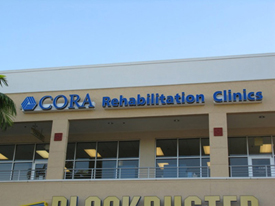 CORA Rehabilitation Clinics
BLOCKBUSTER